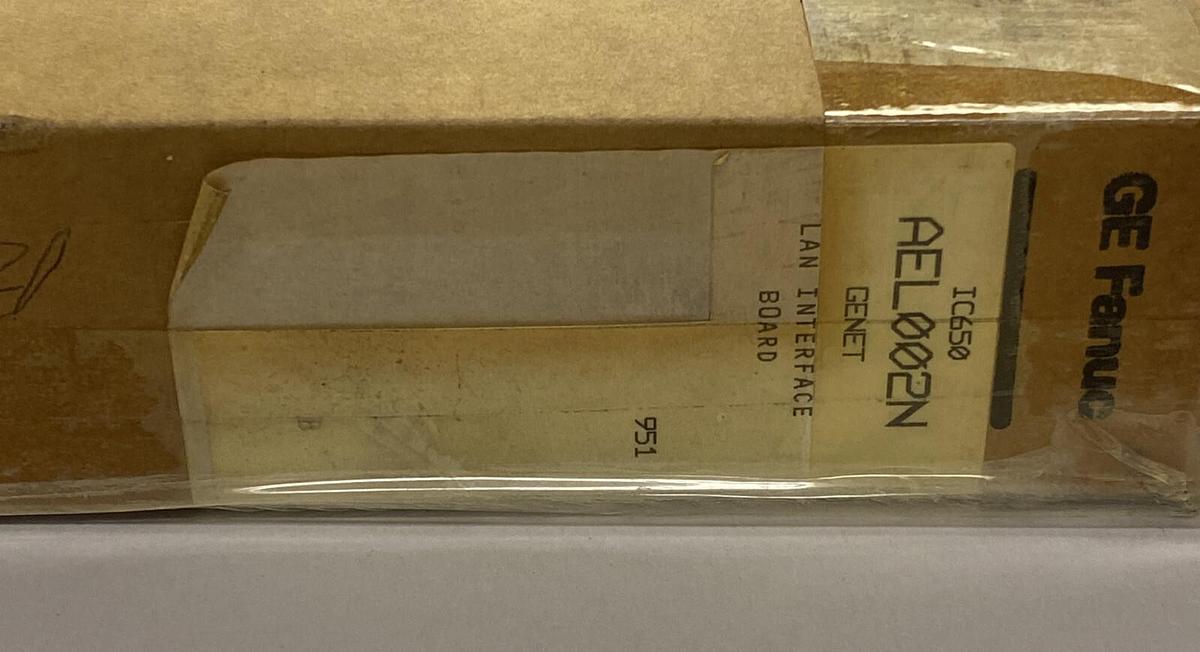 GE Fanuc
IC650
AEL002N
GENET
LAN INTERFACE
BOARD
951
B